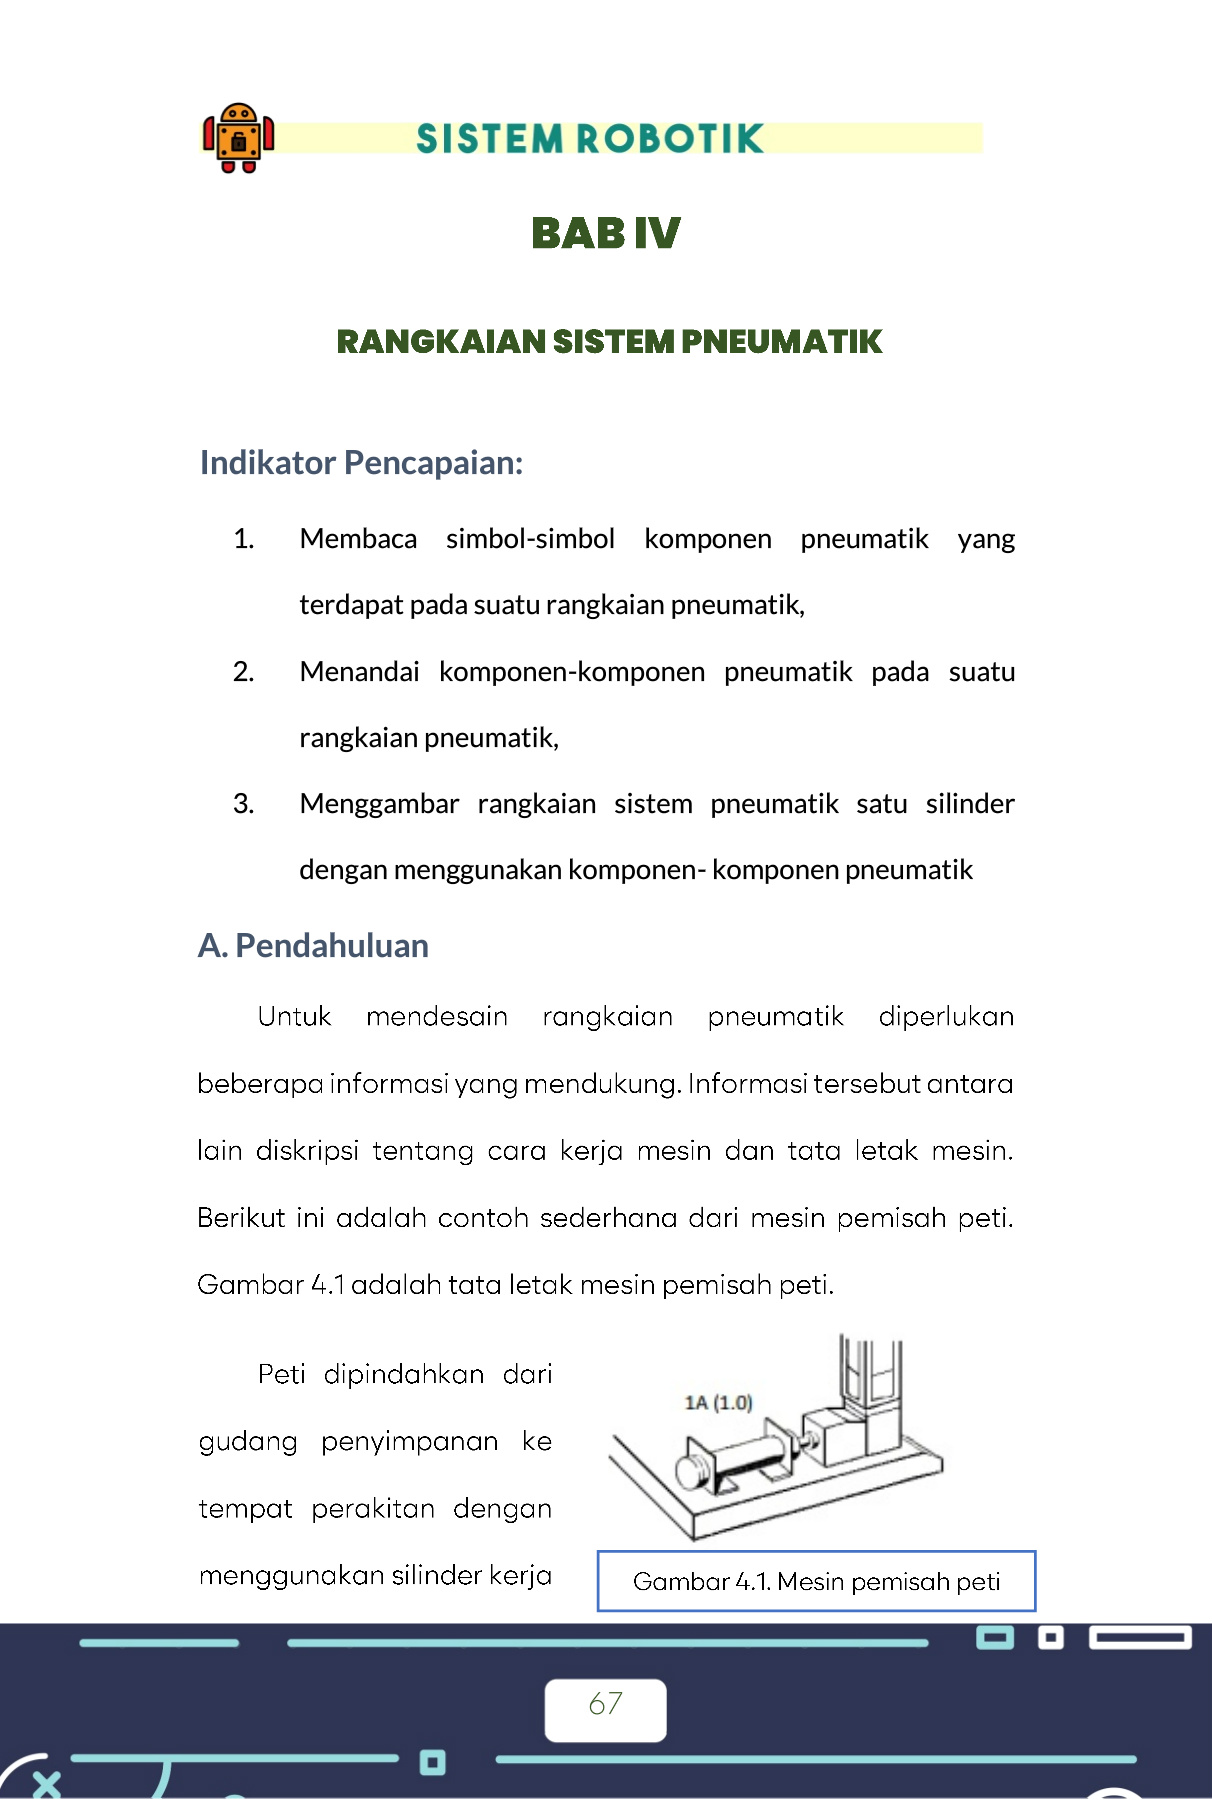 SISTEM ROBOTIK
BAB IV
RANGKAIAN SISTEM PNEUMATIK
Indikator Pencapaian:
1. Membaca simbol-simbol komponen pneumatik yang
terdapat pada suatu rangkaian pneumatik,
2. Menandai komponen-komponen pneumatik pada suatu
rangkaian pneumatik,
3. Menggambar rangkaian sistem pneumatik satu silinder
dengan menggunakan komponen- komponen pneumatik
A. Pendahuluan
Untuk mendesain rangkaian pneumatik diperlukan
beberapa informasi yang mendukung. Informasi tersebut antara
lain diskripsi tentang cara kerja mesin dan tata letak mesin.
Berikut ini adalah contoh sederhana dari mesin pemisah peti.
Gambar 4.1 adalah tata letak mesin pemisah peti.
Peti dipindahkan dari
gudang penyimpanan ke
tempat perakitan dengan
menggunakan silinder kerja
1A (1.0)
Gambar 4.1. Mesin pemisah peti
67